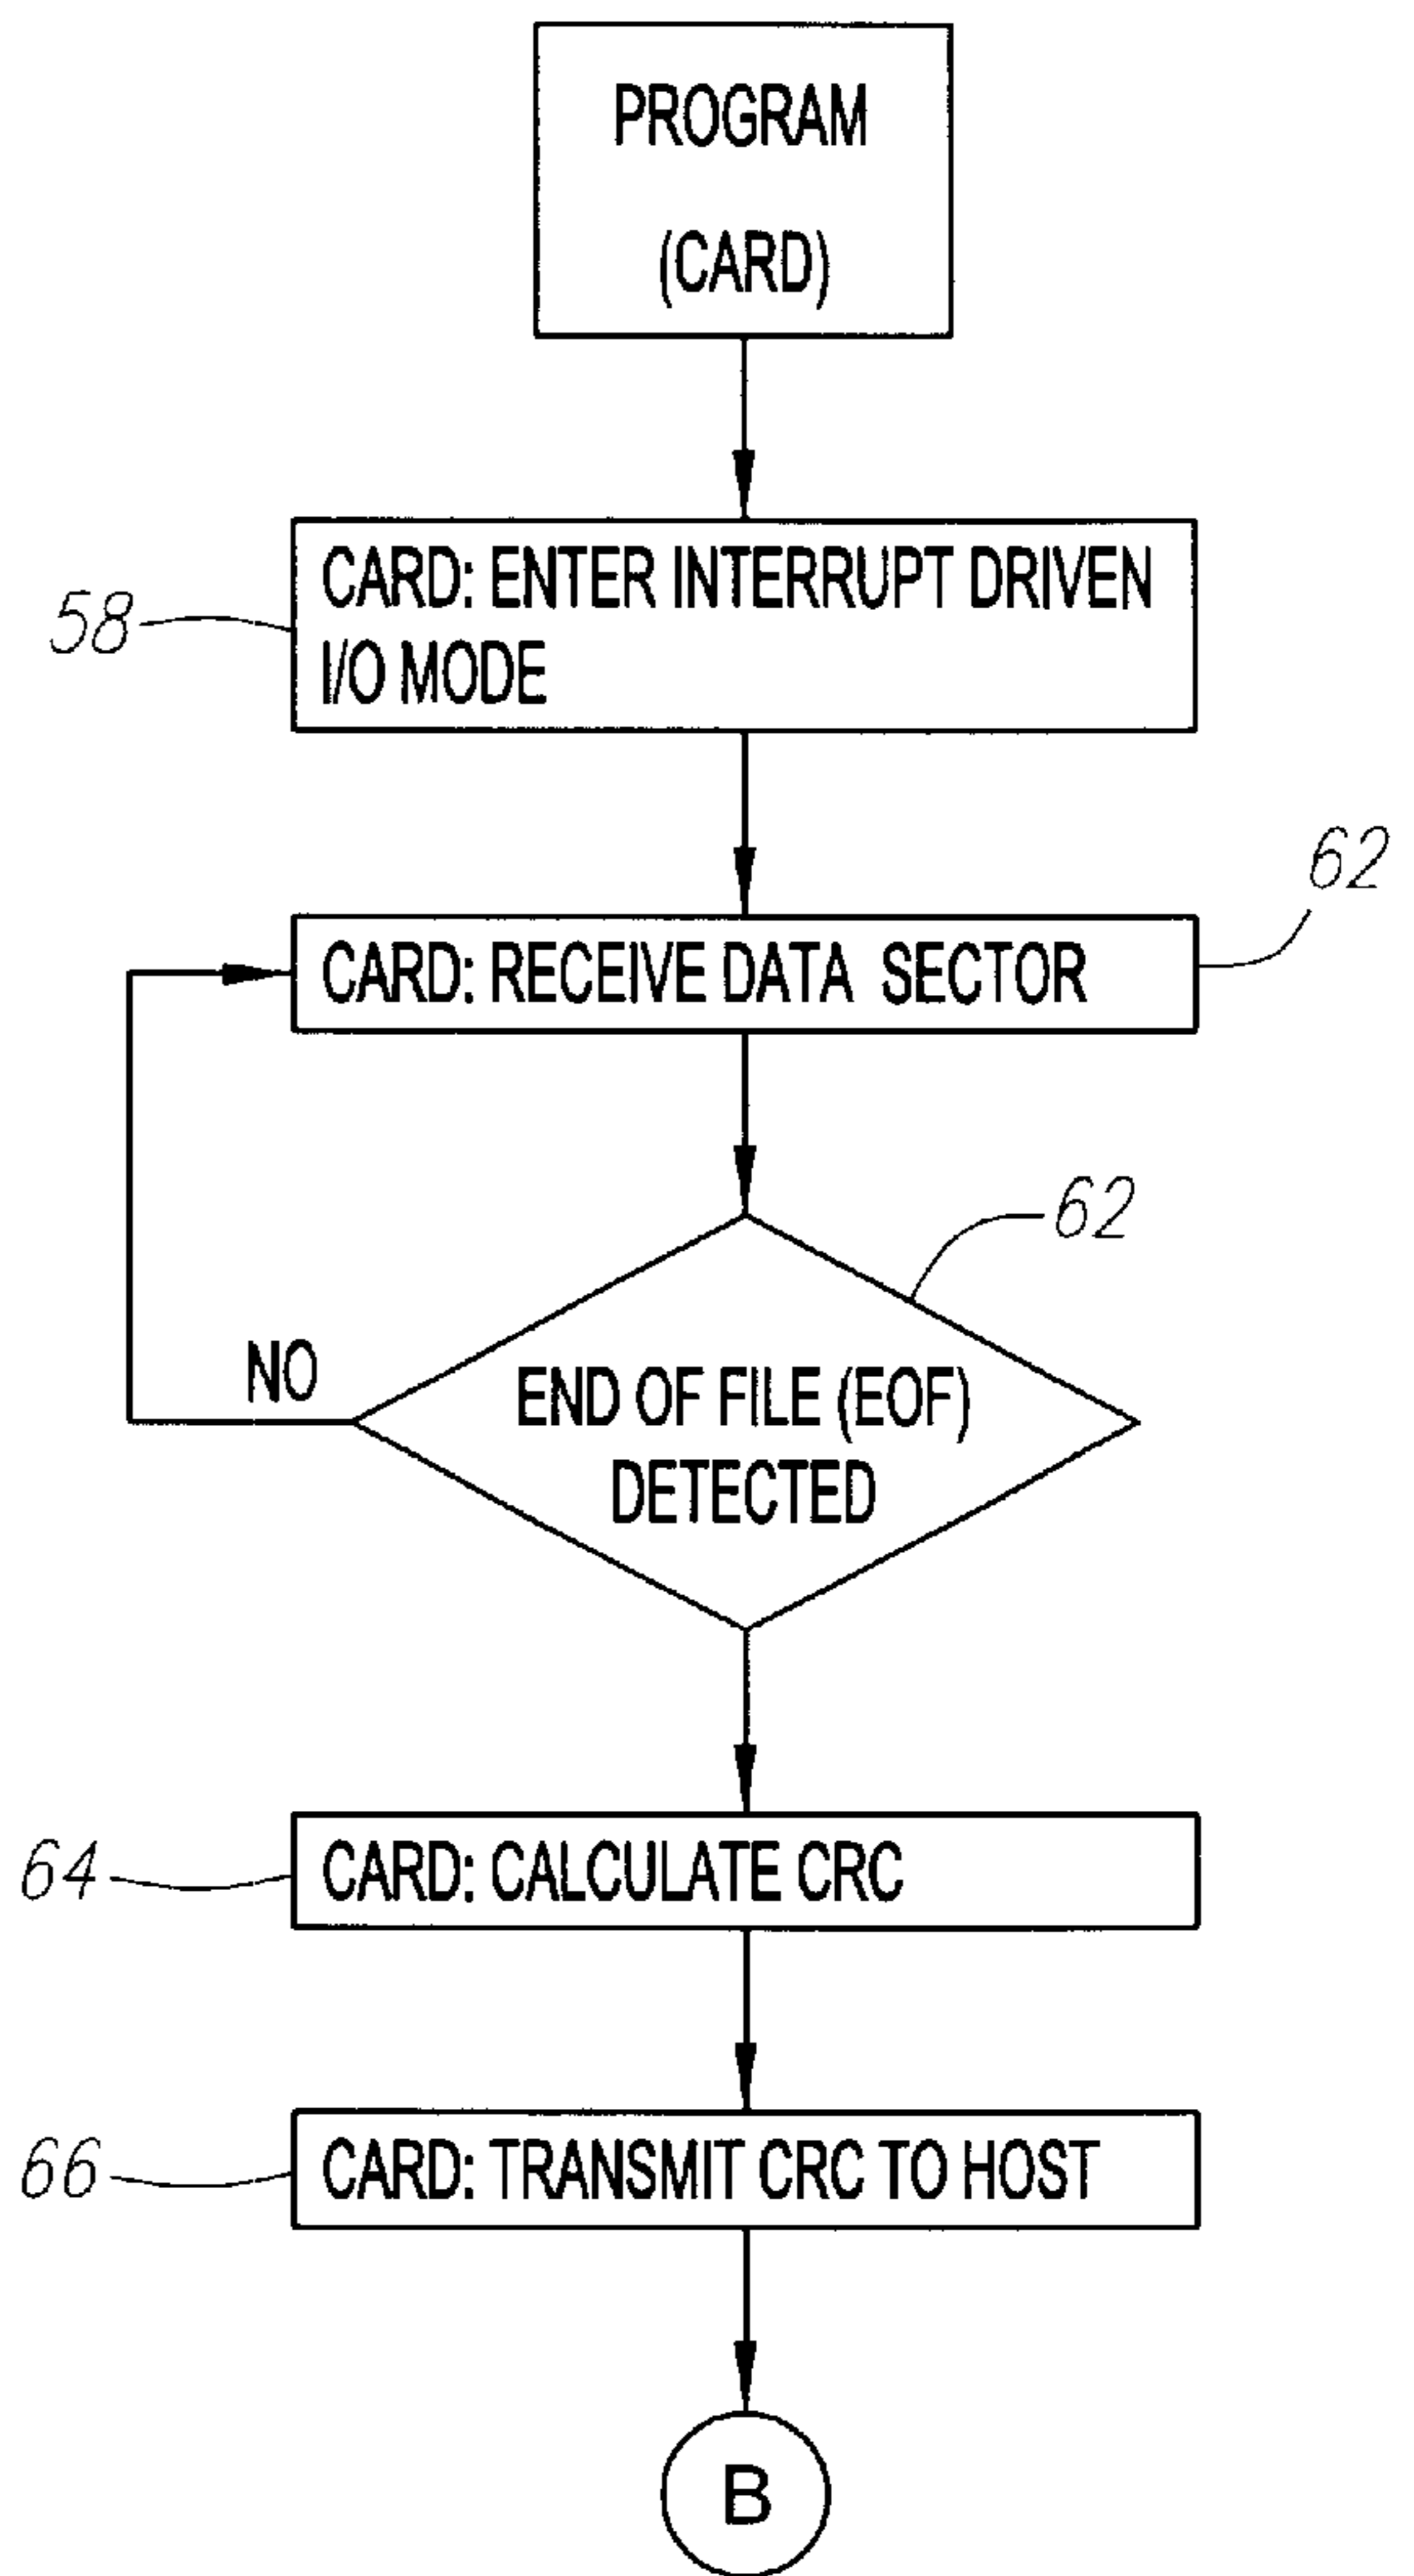 PROGRAM
(CARD)
CARD: ENTER INTERRUPT DRIVEN
I/O MODE
58
CARD: RECEIVE DATA SECTOR
62
62
NO
END OF FILE (EOF)
DETECTED
64
CARD: CALCULATE CRC
66
CARD: TRANSMIT CRC TO HOST
B